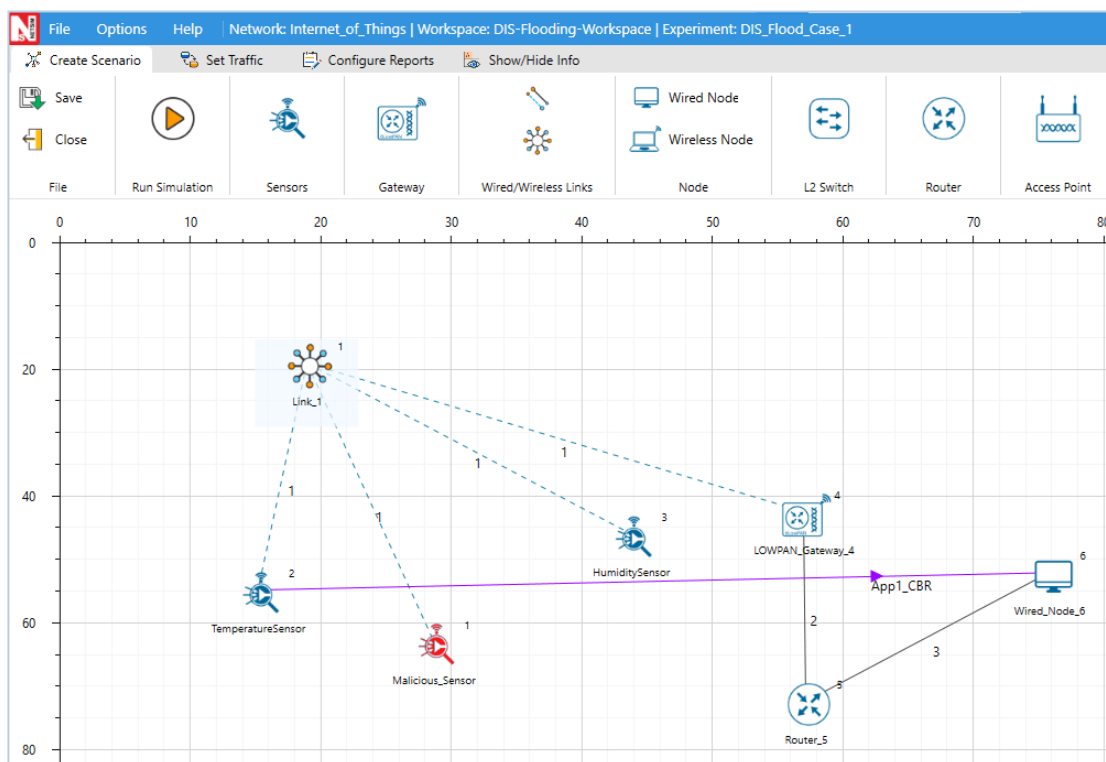 NETSIM
File Options Help Network: Internet_of_Things | Workspace: DIS-Flooding-Workspace | Experiment: DIS_Flood_Case_1
Create Scenario Set Traffic Configure Reports Show/Hide Info
Save
Close
Wired Node
Wireless Node
File Run Simulation Sensors Gateway Wired/Wireless Links Node L2 Switch Router Access Point
0 10 20 30 40 50 60 70 80
0
20
40
60
80
1
Link_1
1
1
1
1
4
LOWPAN_Gateway_4
3
HumiditySensor
2
TemperatureSensor
App1_CBR
6
Wired_Node_6
1
Malicious_Sensor
2
3
5
Router_5